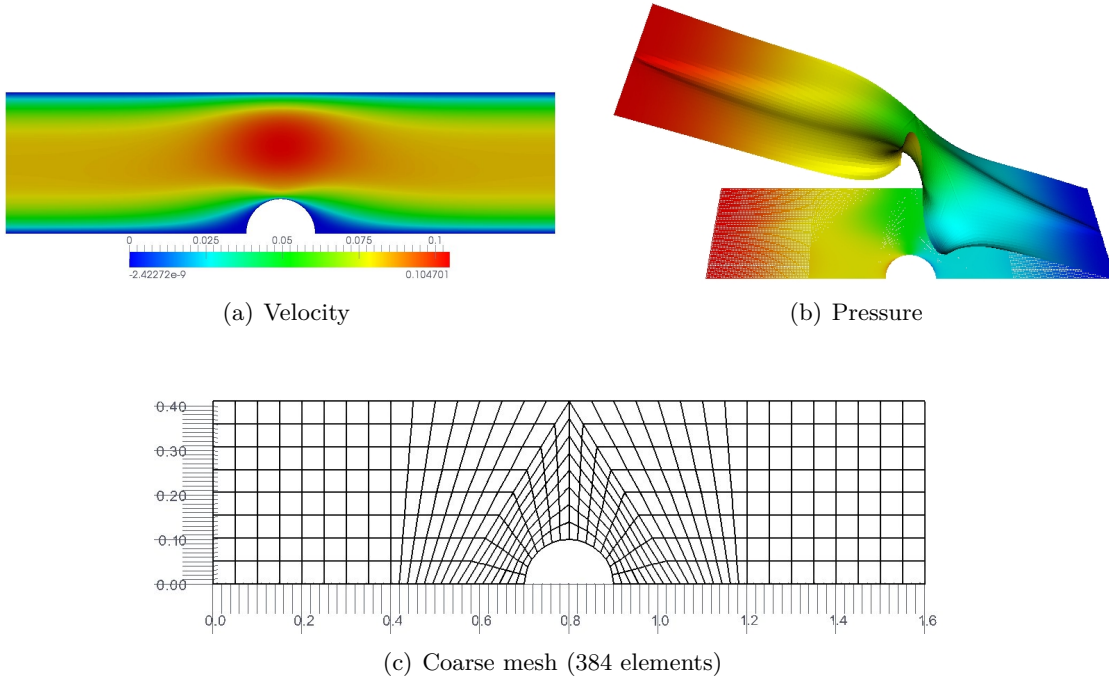 0 0.025 0.05 0.075 0.1
-2.42272e-9 0.104701
(a) Velocity
(b) Pressure
0.40
0.30
0.20
0.10
0.00
0.0 0.2 0.4 0.6 0.8 1.0 1.2 1.4 1.6
(c) Coarse mesh (384 elements)